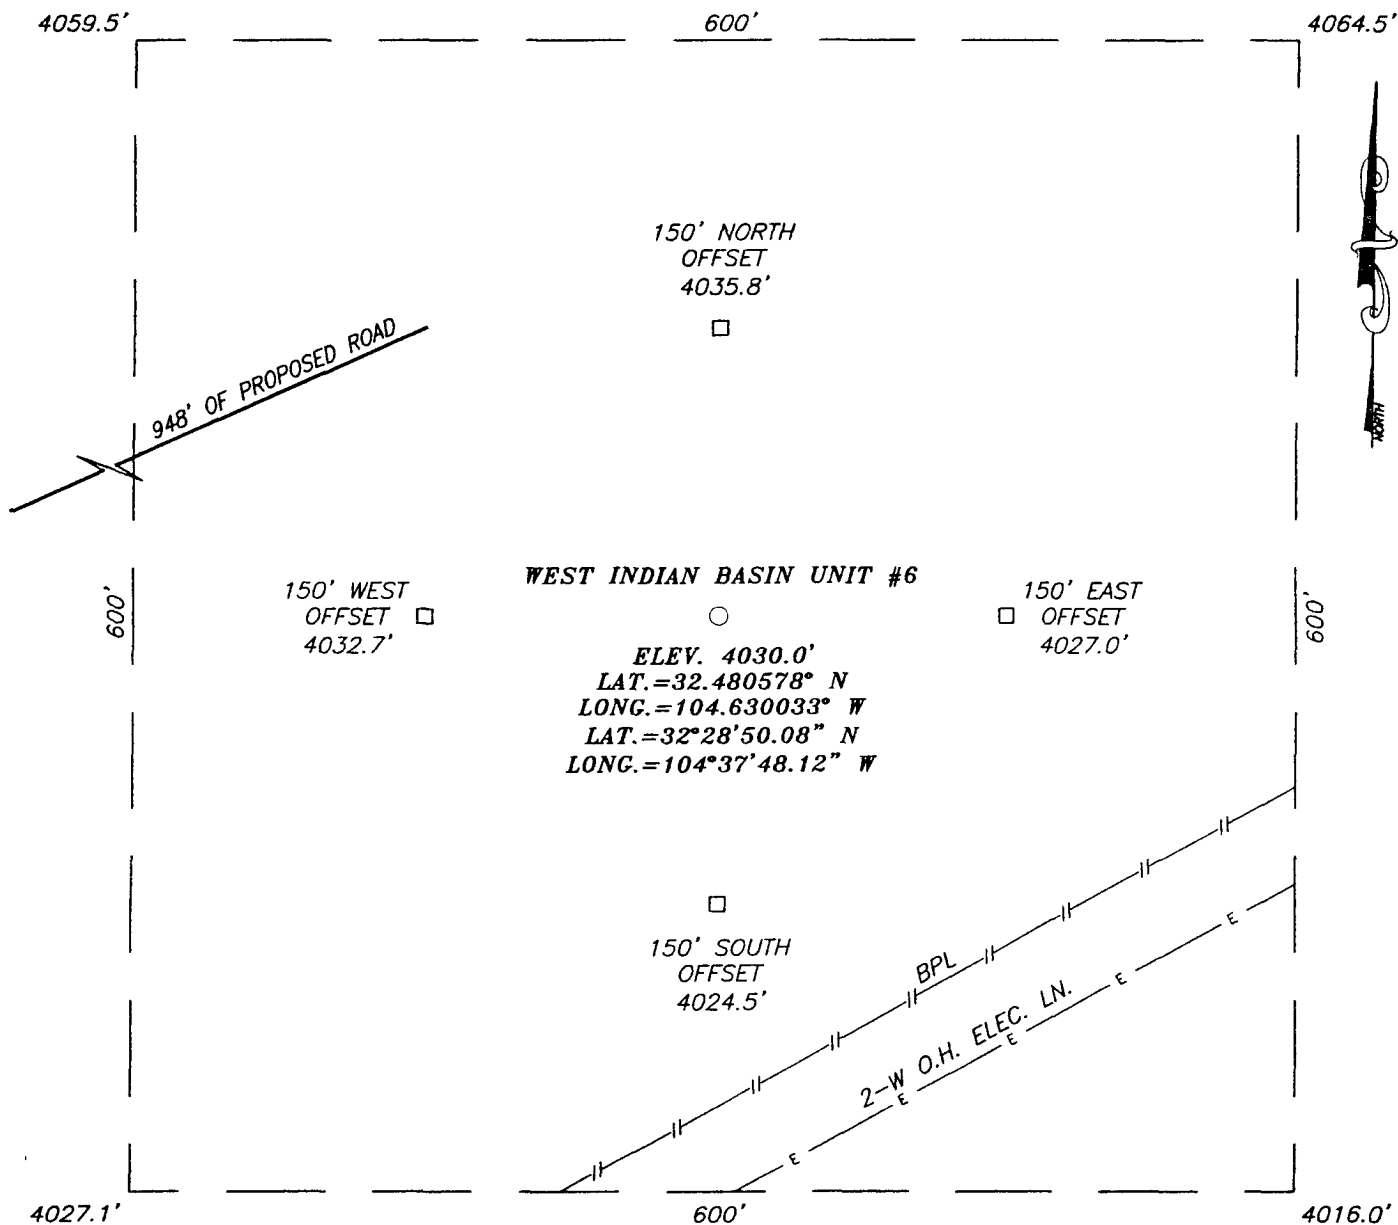 4059.5'
600'
4064.5'
150' NORTH
OFFSET
4035.8'
NORTH
948' OF PROPOSED ROAD
WEST INDIAN BASIN UNIT #6
150' WEST
OFFSET
4032.7'
150' EAST
OFFSET
4027.0'
600'
600'
ELEV. 4030.0'
LAT.=32.480578° N
LONG.=104.630033° W
LAT.=32°28'50.08" N
LONG.=104°37'48.12" W
150' SOUTH
OFFSET
4024.5'
BPL
2-W O.H. ELEC. LN.
E
E
E
E
E
4027.1'
600'
4016.0'